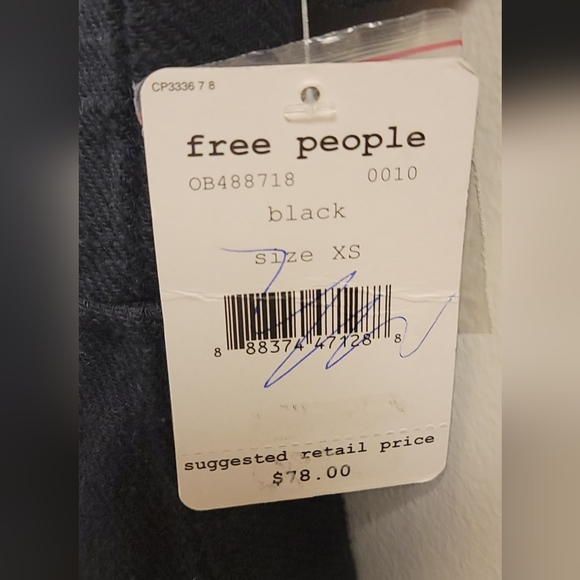 CP3336 7 8
free people
OB488718 0010
black
size XS
8 88374 47128 8
suggested retail price
$78.00